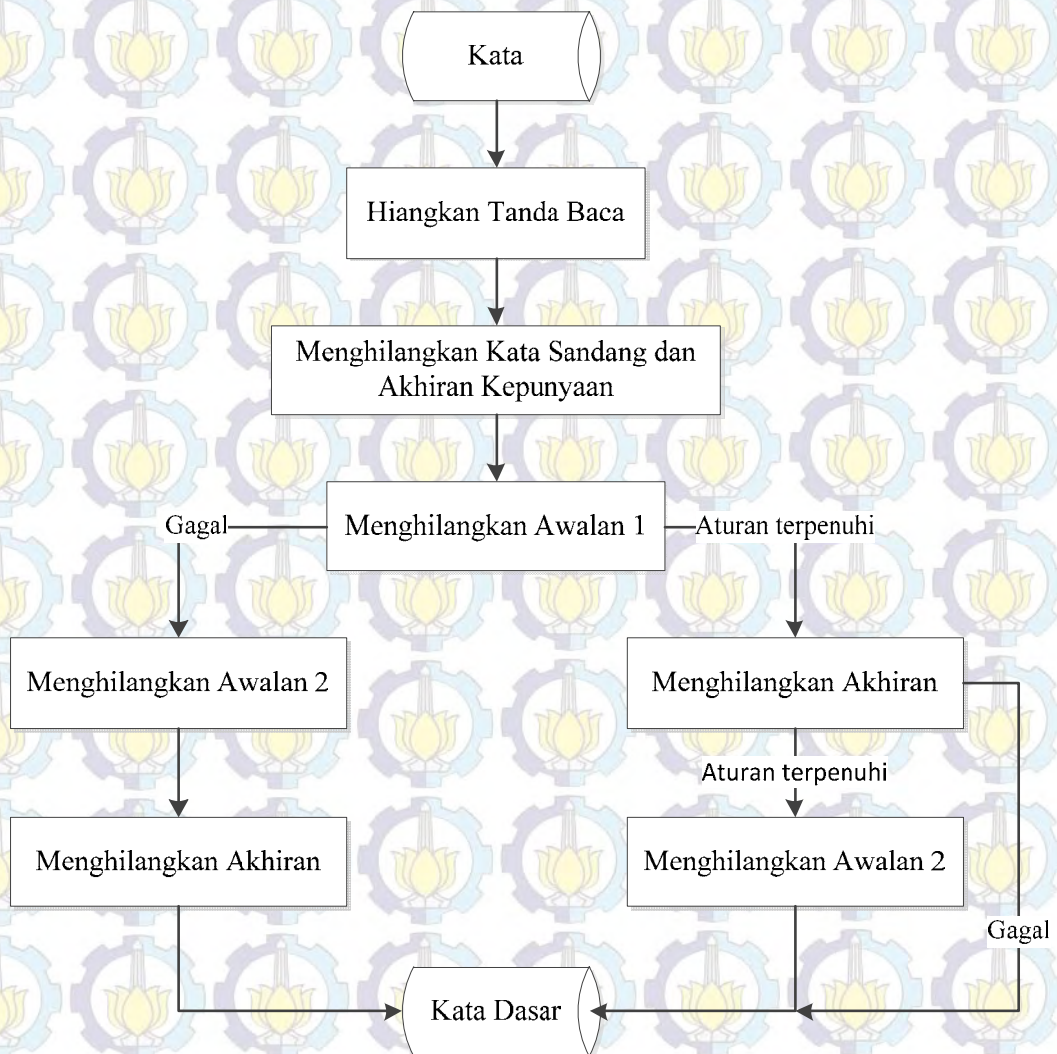 Kata
Hiangkan Tanda Baca
Menghilangkan Kata Sandang dan
Akhiran Kepunyaan
Menghilangkan Awalan 1
Gagal
Aturan terpenuhi
Menghilangkan Awalan 2
Menghilangkan Akhiran
Aturan terpenuhi
Menghilangkan Akhiran
Menghilangkan Awalan 2
Gagal
Kata Dasar